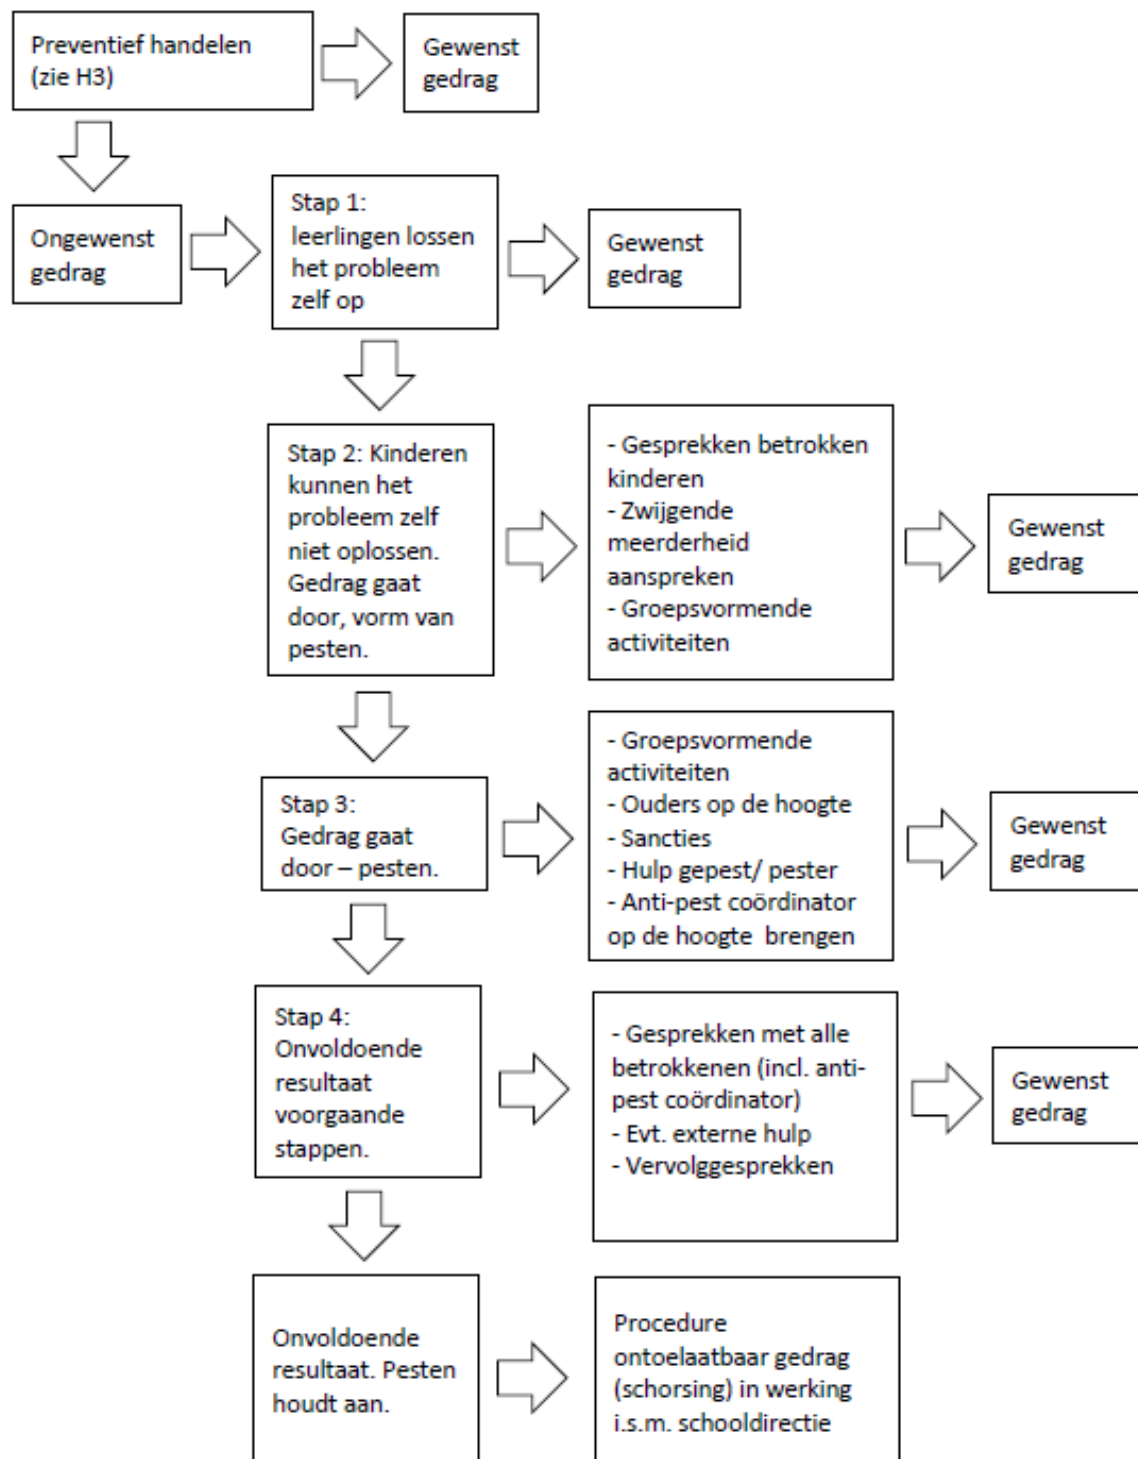 Preventief handelen
(zie H3)
Gewenst
gedrag
Ongewenst
gedrag
Stap 1:
leerlingen lossen
het probleem
zelf op
Gewenst
gedrag
Stap 2: Kinderen
kunnen het
probleem zelf
niet oplossen.
Gedrag gaat
door, vorm van
pesten.
- Gesprekken betrokken
kinderen
- Zwijgende
meerderheid
aanspreken
- Groepsvormende
activiteiten
Gewenst
gedrag
Stap 3:
Gedrag gaat
door – pesten.
- Groepsvormende
activiteiten
- Ouders op de hoogte
- Sancties
- Hulp gepest/ pester
- Anti-pest coördinator
op de hoogte brengen
Gewenst
gedrag
Stap 4:
Onvoldoende
resultaat
voorgaande
stappen.
- Gesprekken met alle
betrokkenen (incl. anti-
pest coördinator)
- Evt. externe hulp
- Vervolggesprekken
Gewenst
gedrag
Onvoldoende
resultaat. Pesten
houdt aan.
Procedure
ontoelaatbaar gedrag
(schorsing) in werking
i.s.m. schooldirectie